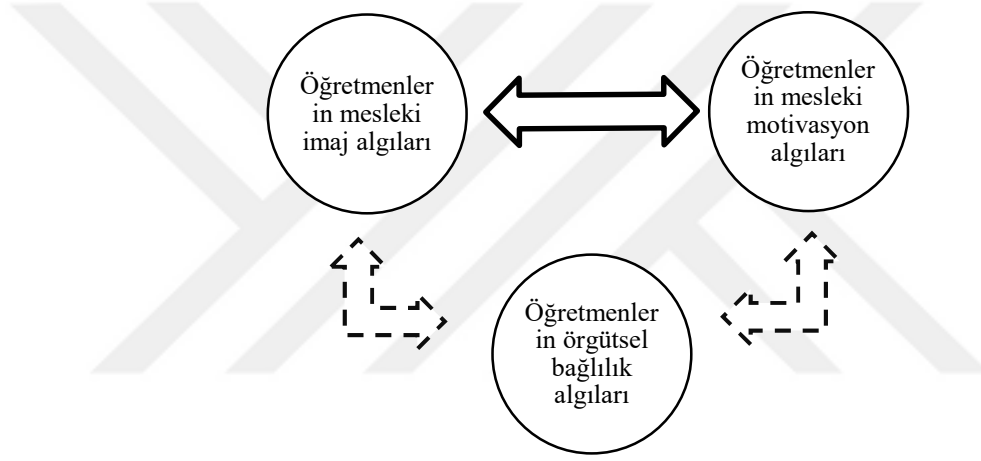 Öğretmenler
in mesleki
imaj algıları
Öğretmenler
in mesleki
motivasyon
algıları
Öğretmenler
in örgütsel
bağlılık
algıları